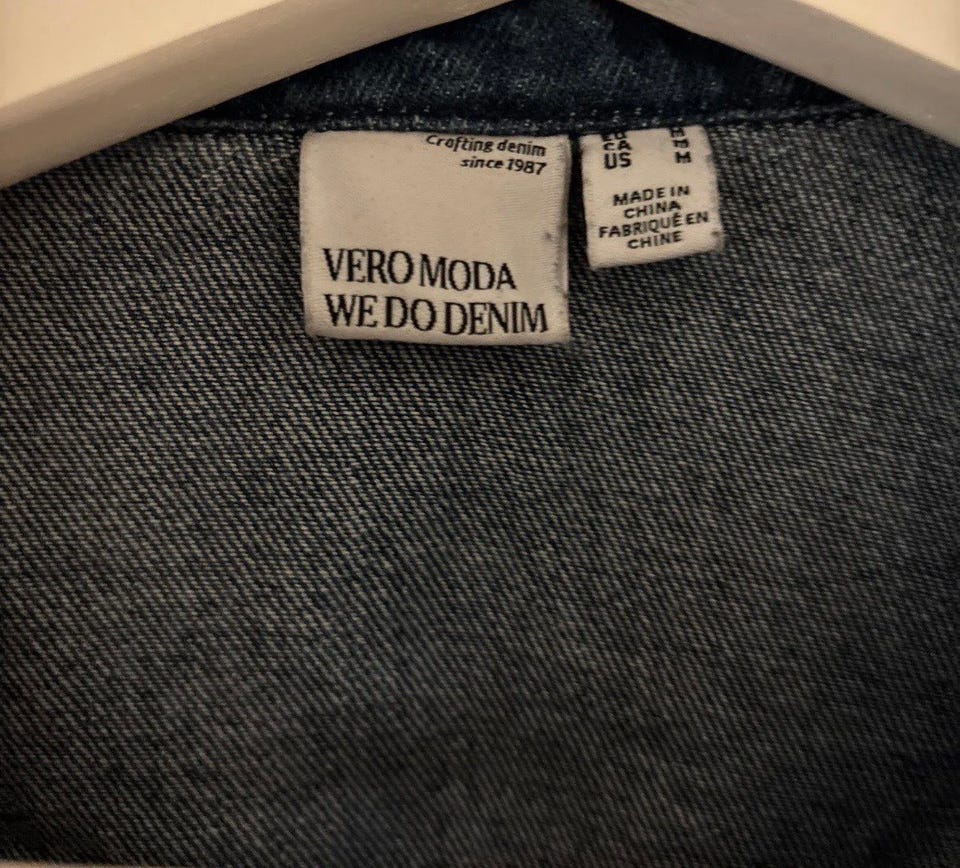 Crafting denim
since 1987
VERO MODA
WE DO DENIM
CA M
US M
MADE IN
CHINA
FABRIQUÉ EN
CHINE